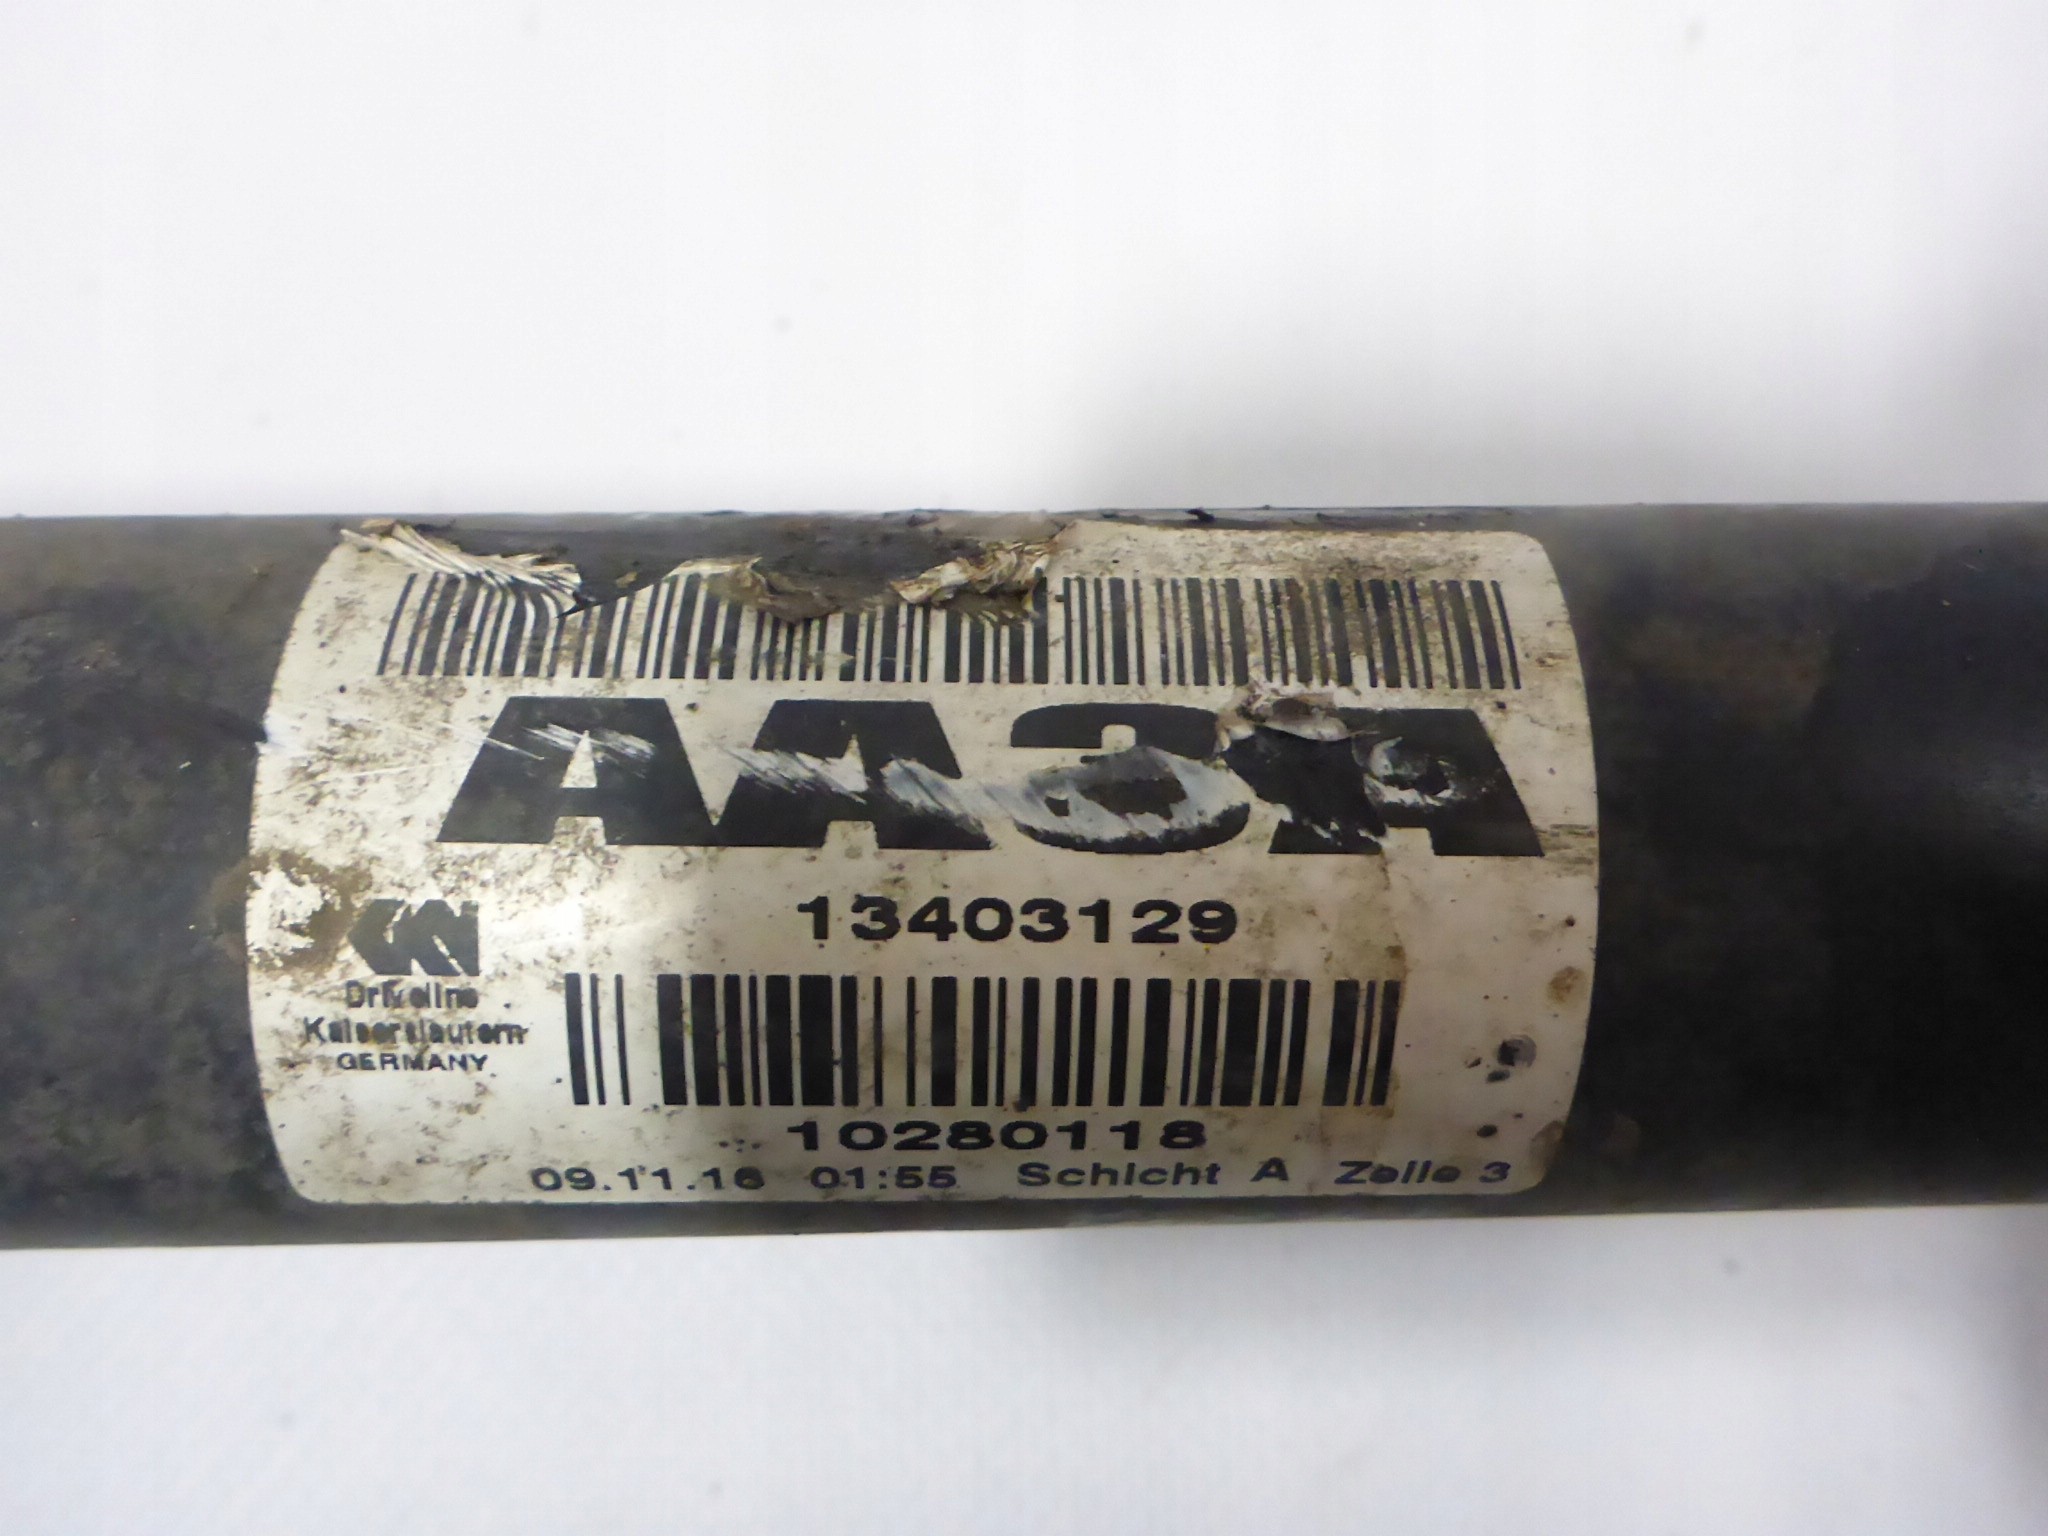 AA3A
13403129
Driveline
Kaiserslautern
GERMANY
10280118
09.11.16 01:55 Schicht A Zelle 3